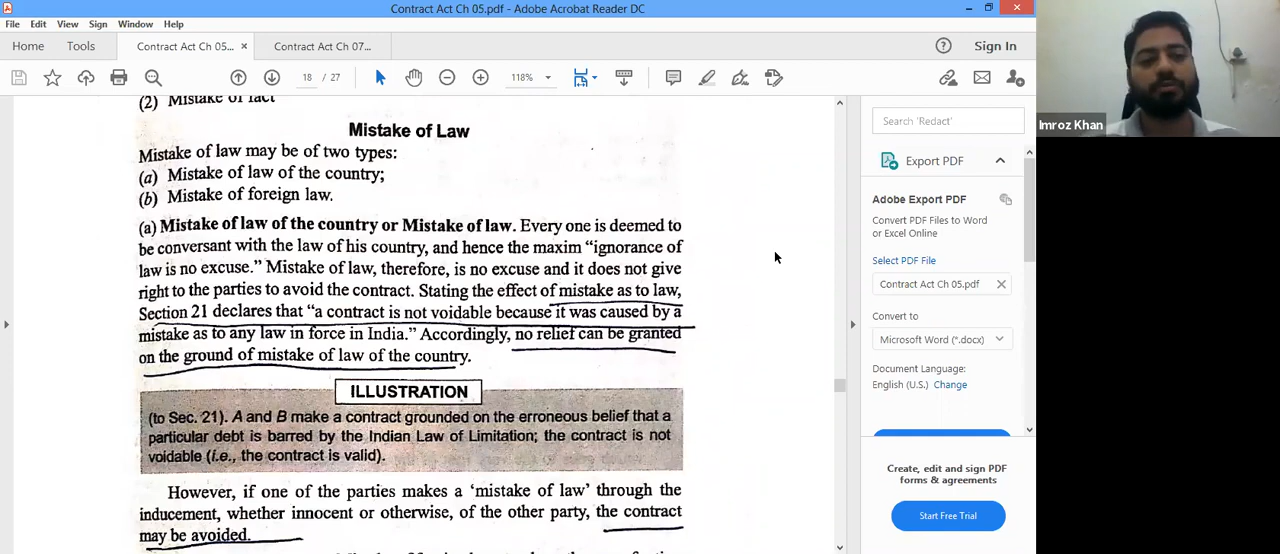 Contract Act Ch 05.pdf - Adobe Acrobat Reader DC
File Edit View Sign Window Help
Home Tools Contract Act Ch 05... × Contract Act Ch 07... Sign In
18 / 27 118%
(2) Mistake of fact
Mistake of Law
Mistake of law may be of two types:
(a) Mistake of law of the country;
(b) Mistake of foreign law.
(a) Mistake of law of the country or Mistake of law. Every one is deemed to
be conversant with the law of his country, and hence the maxim “ignorance of
law is no excuse.” Mistake of law, therefore, is no excuse and it does not give
right to the parties to avoid the contract. Stating the effect of mistake as to law,
Section 21 declares that “a contract is not voidable because it was caused by a
mistake as to any law in force in India.” Accordingly, no relief can be granted
on the ground of mistake of law of the country.
ILLUSTRATION
(to Sec. 21). A and B make a contract grounded on the erroneous belief that a
particular debt is barred by the Indian Law of Limitation; the contract is not
voidable (i.e., the contract is valid).
However, if one of the parties makes a ‘mistake of law’ through the
inducement, whether innocent or otherwise, of the other party, the contract
may be avoided.
Search 'Redact'
Export PDF
Adobe Export PDF
Convert PDF Files to Word
or Excel Online
Select PDF File
Contract Act Ch 05.pdf
Convert to
Microsoft Word (*.docx)
Document Language:
English (U.S.) Change
Create, edit and sign PDF
forms & agreements
Start Free Trial
Imroz Khan